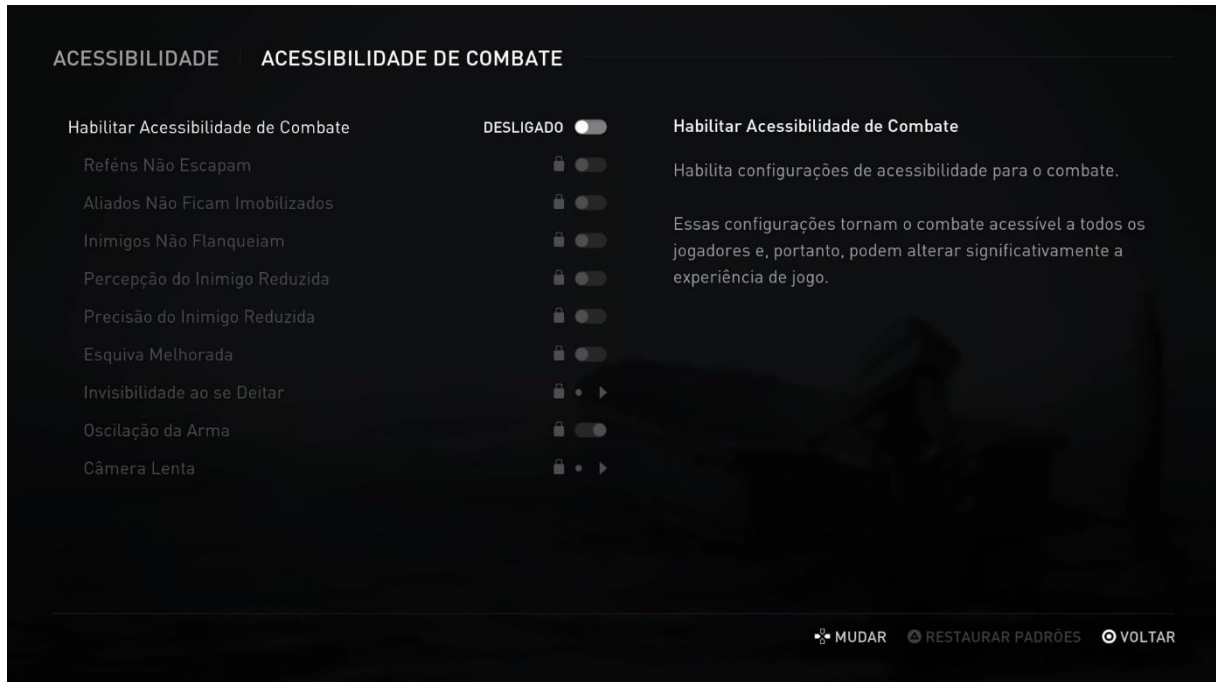 ACESSIBILIDADE ACESSIBILIDADE DE COMBATE
Habilitar Acessibilidade de Combate DESLIGADO
Reféns Não Escapam
Aliados Não Ficam Imobilizados
Inimigos Não Flanqueiam
Percepção do Inimigo Reduzida
Precisão do Inimigo Reduzida
Esquiva Melhorada
Invisibilidade ao se Deitar
Oscilação da Arma
Câmera Lenta
Habilitar Acessibilidade de Combate
Habilita configurações de acessibilidade para o combate.
Essas configurações tornam o combate acessível a todos os
jogadores e, portanto, podem alterar significativamente a
experiência de jogo.
MUDAR RESTAURAR PADRÕES VOLTAR